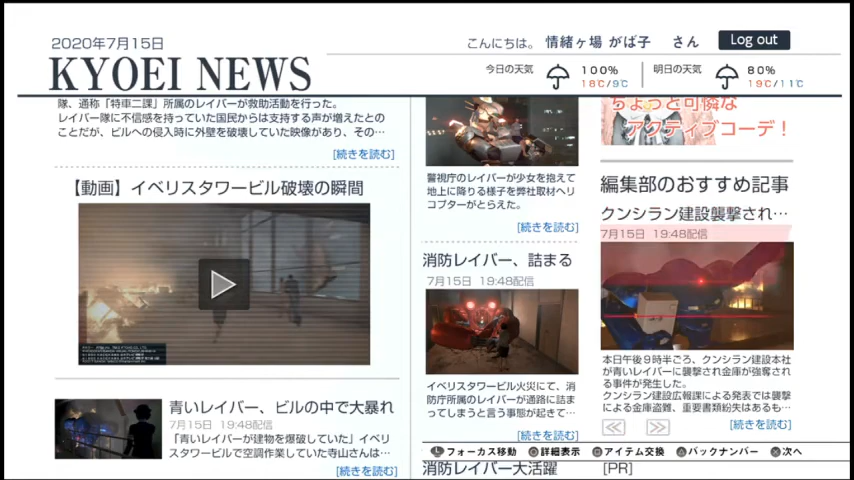 2020年7月15日
KYOEI NEWS
こんにちは。 情緒ヶ場 がば子 さん
Log out
今日の天気
100%
18℃/9℃
明日の天気
80%
19℃/11℃
隊、通称「特車二課」所属のレイバーが救助活動を行った。
レイバー隊に不信感を持っていた国民からは支持する声が増えたとの
ことだが、ビルへの侵入時に外壁を破壊していた映像があり、その…
[続きを読む]
【動画】イベリスタワービル破壊の瞬間
青いレイバー、ビルの中で大暴れ
7月15日 19:48配信
「青いレイバーが建物を爆破していた」イベリ
スタワービルで空調作業していた寺山さんは…
[続きを読む]
警視庁のレイバーが少女を抱えて
地上に降りる様子を弊社取材ヘリ
コプターがとらえた。
[続きを読む]
消防レイバー、詰まる
7月15日 19:48配信
イベリスタワービル火災にて、消
防庁所属のレイバーが通路に詰ま
ってしまうと言う事態が起きて…
[続きを読む]
消防レイバー大活躍
ちょっと可憐な
アクティブコーデ！
編集部のおすすめ記事
クンシラン建設襲撃され…
7月15日 19:48配信
本日午後9時半ごろ、クンシラン建設本社
が青いレイバーに襲撃され金庫が強奪され
る事件が発生した。
クンシラン建設広報課による発表では襲撃
による金庫盗難、重要書類紛失はあるも…
[続きを読む]
[PR]
フォーカス移動 詳細表示 アイテム交換 バックナンバー 次へ